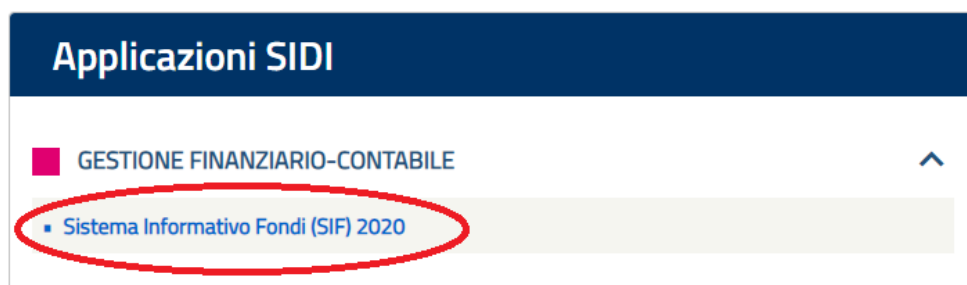 Applicazioni SIDI
GESTIONE FINANZIARIO-CONTABILE
Sistema Informativo Fondi (SIF) 2020